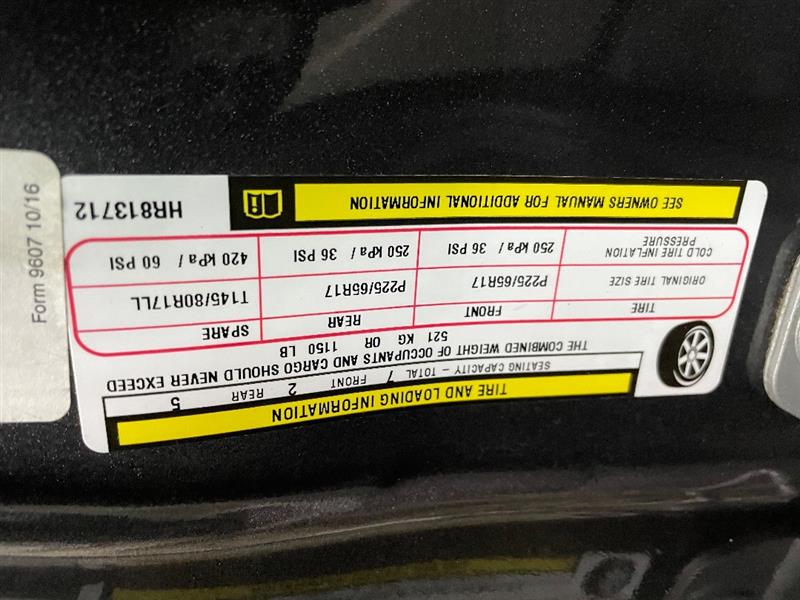 TIRE AND LOADING INFORMATION
SEATING CAPACITY – TOTAL 7 FRONT 2 REAR 5
THE COMBINED WEIGHT OF OCCUPANTS AND CARGO SHOULD NEVER EXCEED
521 KG OR 1150 LB
TIRE FRONT REAR SPARE
ORIGINAL TIRE SIZE P225/65R17 P225/65R17 T145/80R17LL
COLD TIRE INFLATION PRESSURE 250 kPa / 36 PSI 250 kPa / 36 PSI 420 kPa / 60 PSI
SEE OWNERS MANUAL FOR ADDITIONAL INFORMATION
HR813712
Form 9607 10/16